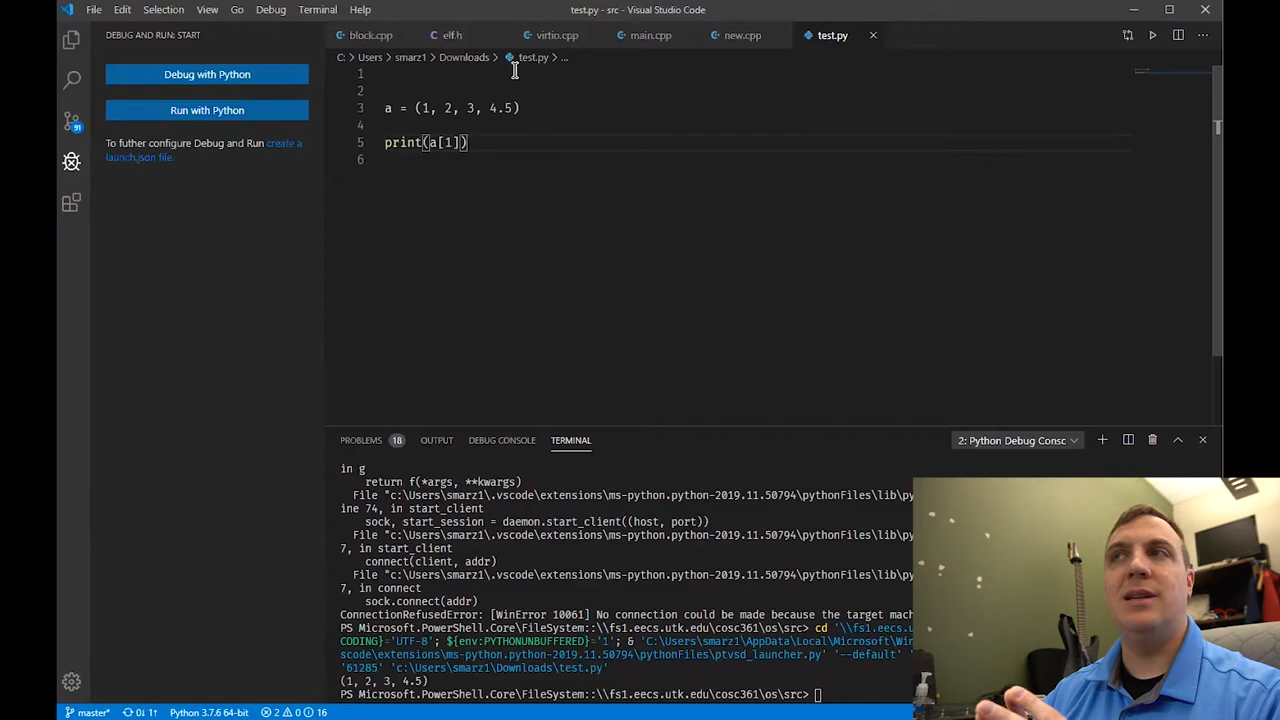 File Edit Selection View Go Debug Terminal Help
test.py - src - Visual Studio Code
DEBUG AND RUN: START
block.cpp
elf.h
virtio.cpp
main.cpp
new.cpp
test.py
C: > Users > smarz1 > Downloads > test.py > ...
Debug with Python
Run with Python
To futher configure Debug and Run create a
launch.json file.
91
1
2
3 a = (1, 2, 3, 4.5)
4
5 print(a[1])
6
PROBLEMS 18 OUTPUT DEBUG CONSOLE TERMINAL
2: Python Debug Consc
in g
return f(*args, **kwargs)
File "c:\Users\smarz1\.vscode\extensions\ms-python.python-2019.11.50794\pythonFiles\lib\py
ine 74, in start_client
sock, start_session = daemon.start_client((host, port))
File "c:\Users\smarz1\.vscode\extensions\ms-python.python-2019.11.50794\pythonFiles\lib\py
7, in start_client
connect(client, addr)
File "c:\Users\smarz1\.vscode\extensions\ms-python.python-2019.11.50794\pythonFiles\lib\py
7, in connect
sock.connect(addr)
ConnectionRefusedError: [WinError 10061] No connection could be made because the target mach
PS Microsoft.PowerShell.Core\FileSystem::\\fs1.eecs.utk.edu\cosc361\os\src> cd '\\fs1.eecs.u
CODING}='UTF-8'; ${env:PYTHONUNBUFFERED}='1'; & 'C:\Users\smarz1\AppData\Local\Microsoft\Win
scode\extensions\ms-python.python-2019.11.50794\pythonFiles\ptvsd_launcher.py' '--default' '
'61285' 'c:\Users\smarz1\Downloads\test.py'
(1, 2, 3, 4.5)
PS Microsoft.PowerShell.Core\FileSystem::\\fs1.eecs.utk.edu\cosc361\os\src>
master* 0↓ 1↑ Python 3.7.6 64-bit 2 0 16